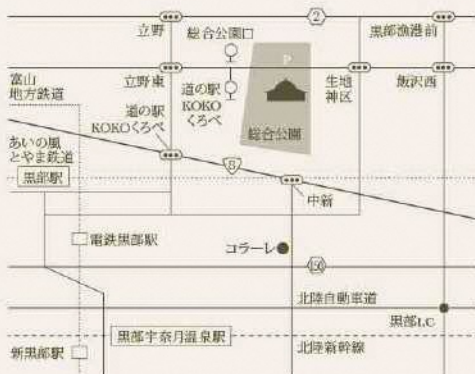 2
立野
総合公園口
黒部漁港前
P
富山
地方鉄道
立野東
道の駅
KOKO
くろべ
生地
神区
飯沢西
道の駅
KOKOくろべ
総合公園
あいの風
とやま鉄道
黒部駅
8
中新
電鉄黒部駅
コラーレ
150
北陸自動車道
黒部I.C
黒部宇奈月温泉駅
北陸新幹線
新黒部駅